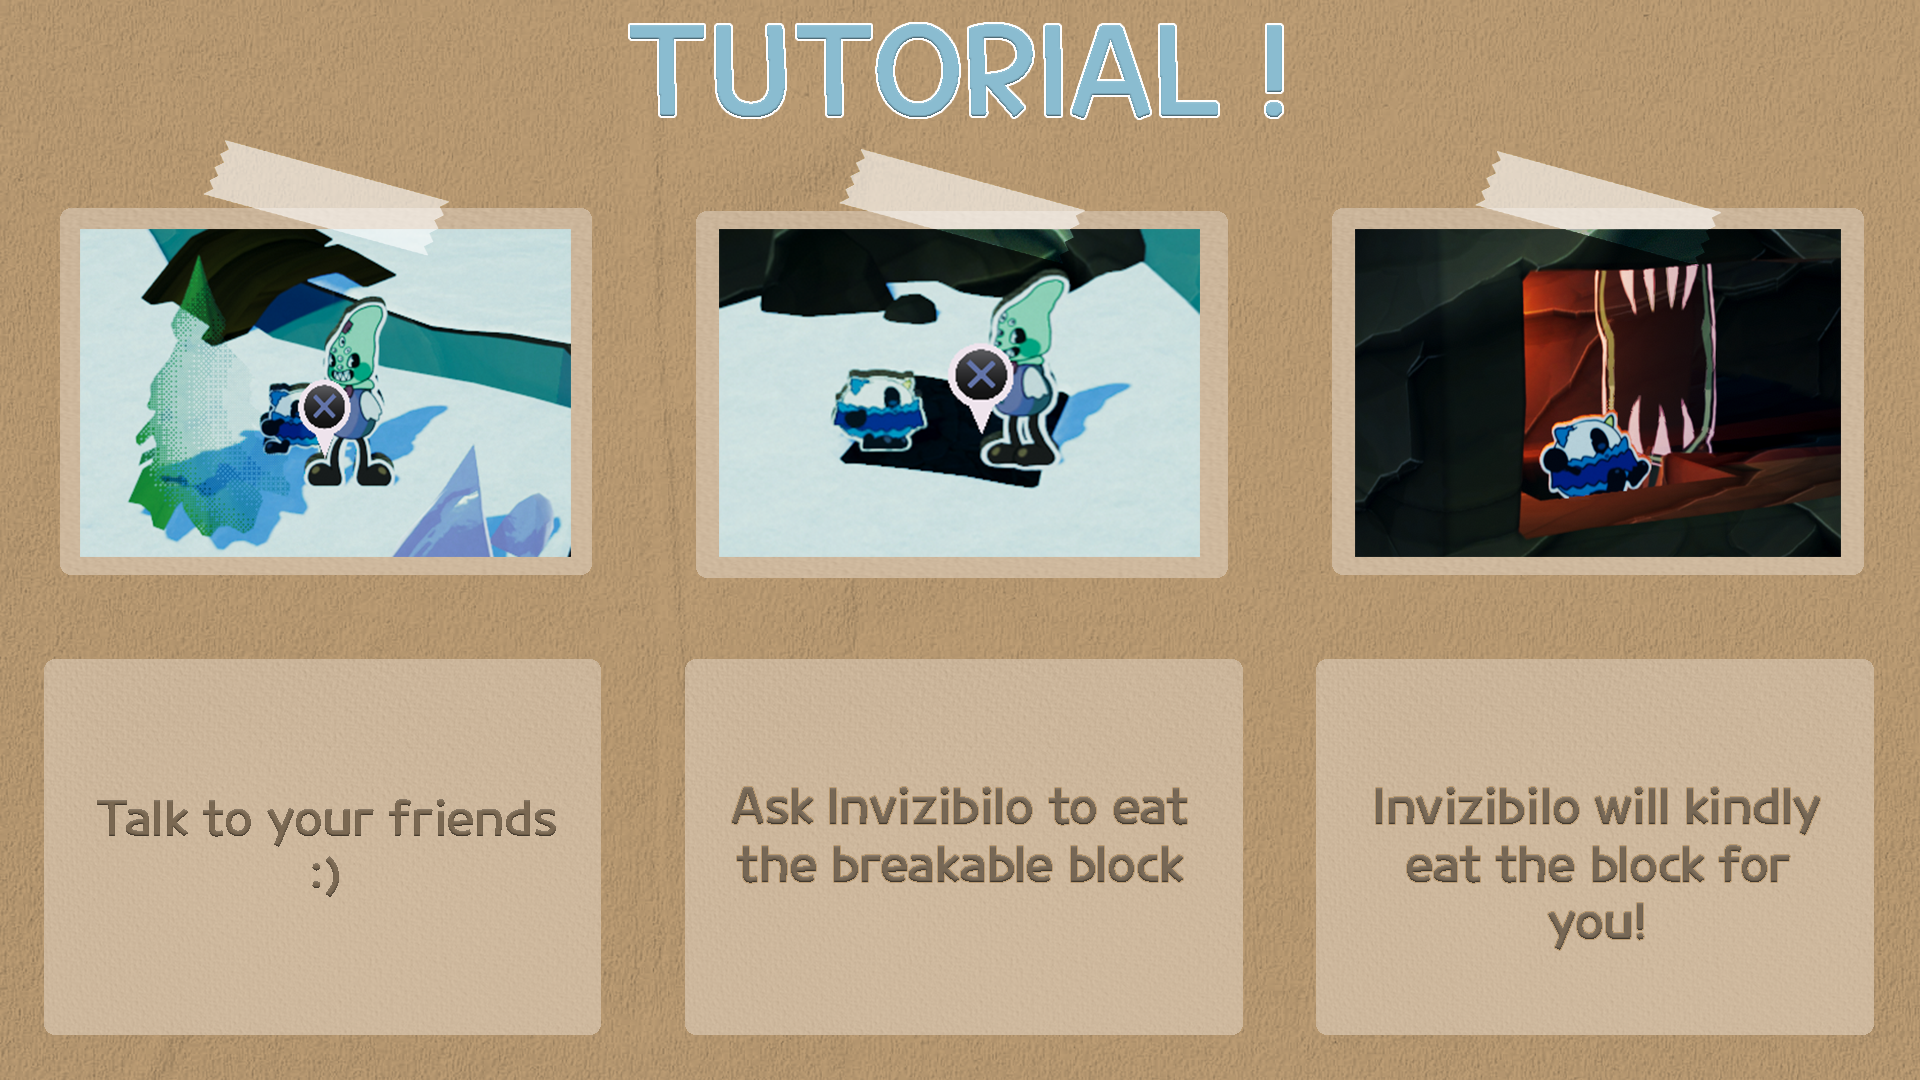 TUTORIAL !
Talk to your friends
:)
Ask Invizibilo to eat
the breakable block
Invizibilo will kindly
eat the block for
you!